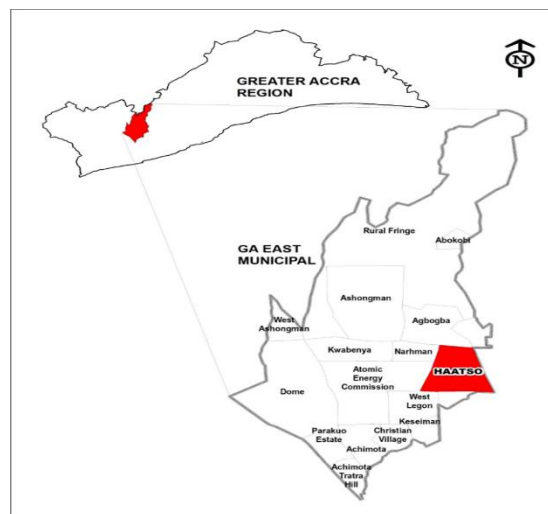 GREATER ACCRA
REGION
N
Rural Fringe
Abokobi
GA EAST
MUNICIPAL
Ashongman
Agbogba
West
Ashongman
Kwabenya
Narhman
HAATSO
Atomic
Energy
Commission
Dome
West
Legon
Keseiman
Parakuo
Estate
Christian
Village
Achimota
Achimota
Tratra
Hill